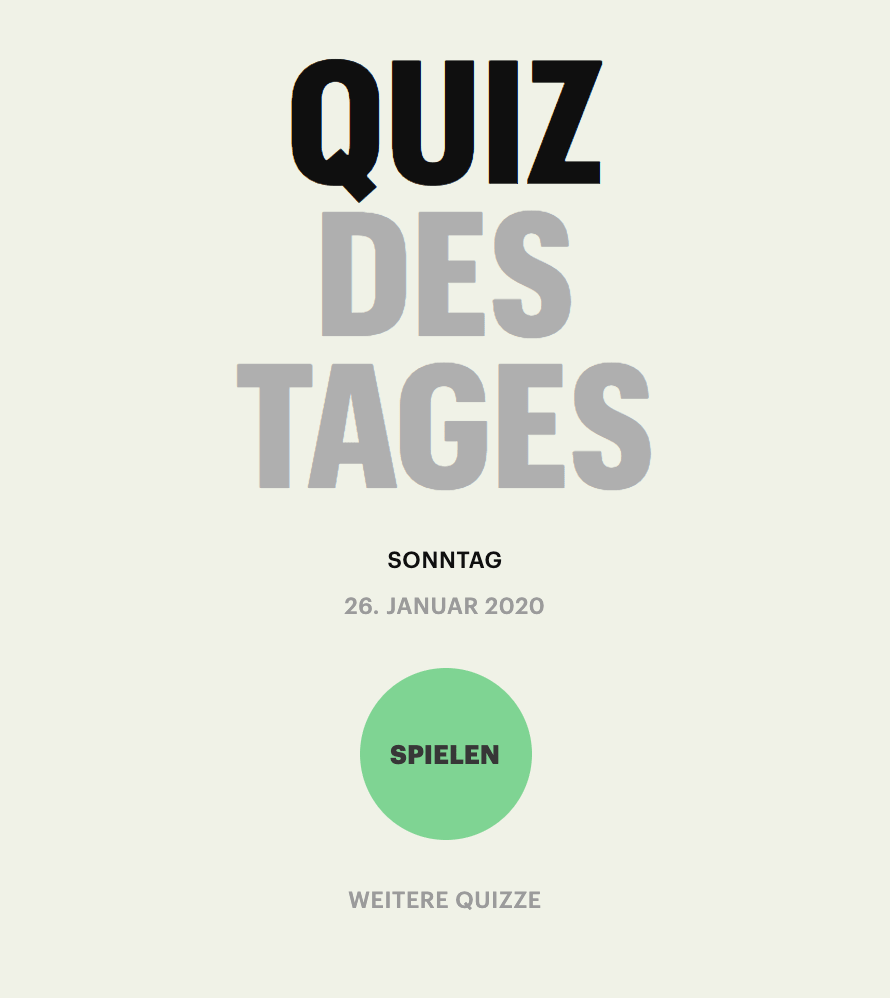 QUIZ
DES
TAGES
SONNTAG
26. JANUAR 2020
SPIELEN
WEITERE QUIZZE